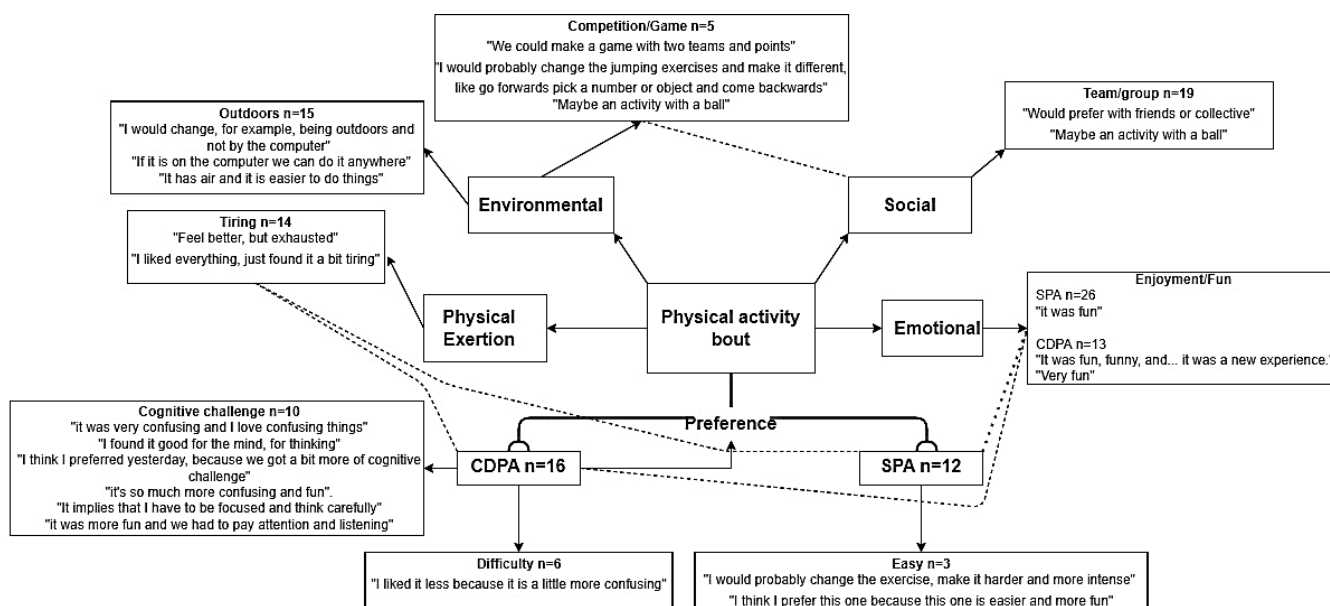 Competition/Game n=5
"We could make a game with two teams and points"
"I would probably change the jumping exercises and make it different,
like go forwards pick a number or object and come backwards"
"Maybe an activity with a ball"
Team/group n=19
"Would prefer with friends or collective"
"Maybe an activity with a ball"
Outdoors n=15
"I would change, for example, being outdoors and
not by the computer"
"If it is on the computer we can do it anywhere"
"It has air and it is easier to do things"
Environmental
Social
Tiring n=14
"Feel better, but exhausted"
"I liked everything, just found it a bit tiring"
Physical
Exertion
Physical activity
bout
Emotional
Enjoyment/Fun
SPA n=26
"it was fun"
CDPA n=13
"It was fun, funny, and... it was a new experience."
"Very fun"
Preference
Cognitive challenge n=10
"it was very confusing and I love confusing things"
"I found it good for the mind, for thinking"
"I think I preferred yesterday, because we got a bit more of cognitive
challenge"
"it's so much more confusing and fun".
"It implies that I have to be focused and think carefully"
"it was more fun and we had to pay attention and listening"
CDPA n=16
SPA n=12
Difficulty n=6
"I liked it less because it is a little more confusing"
Easy n=3
"I would probably change the exercise, make it harder and more intense"
"I think I prefer this one because this one is easier and more fun"